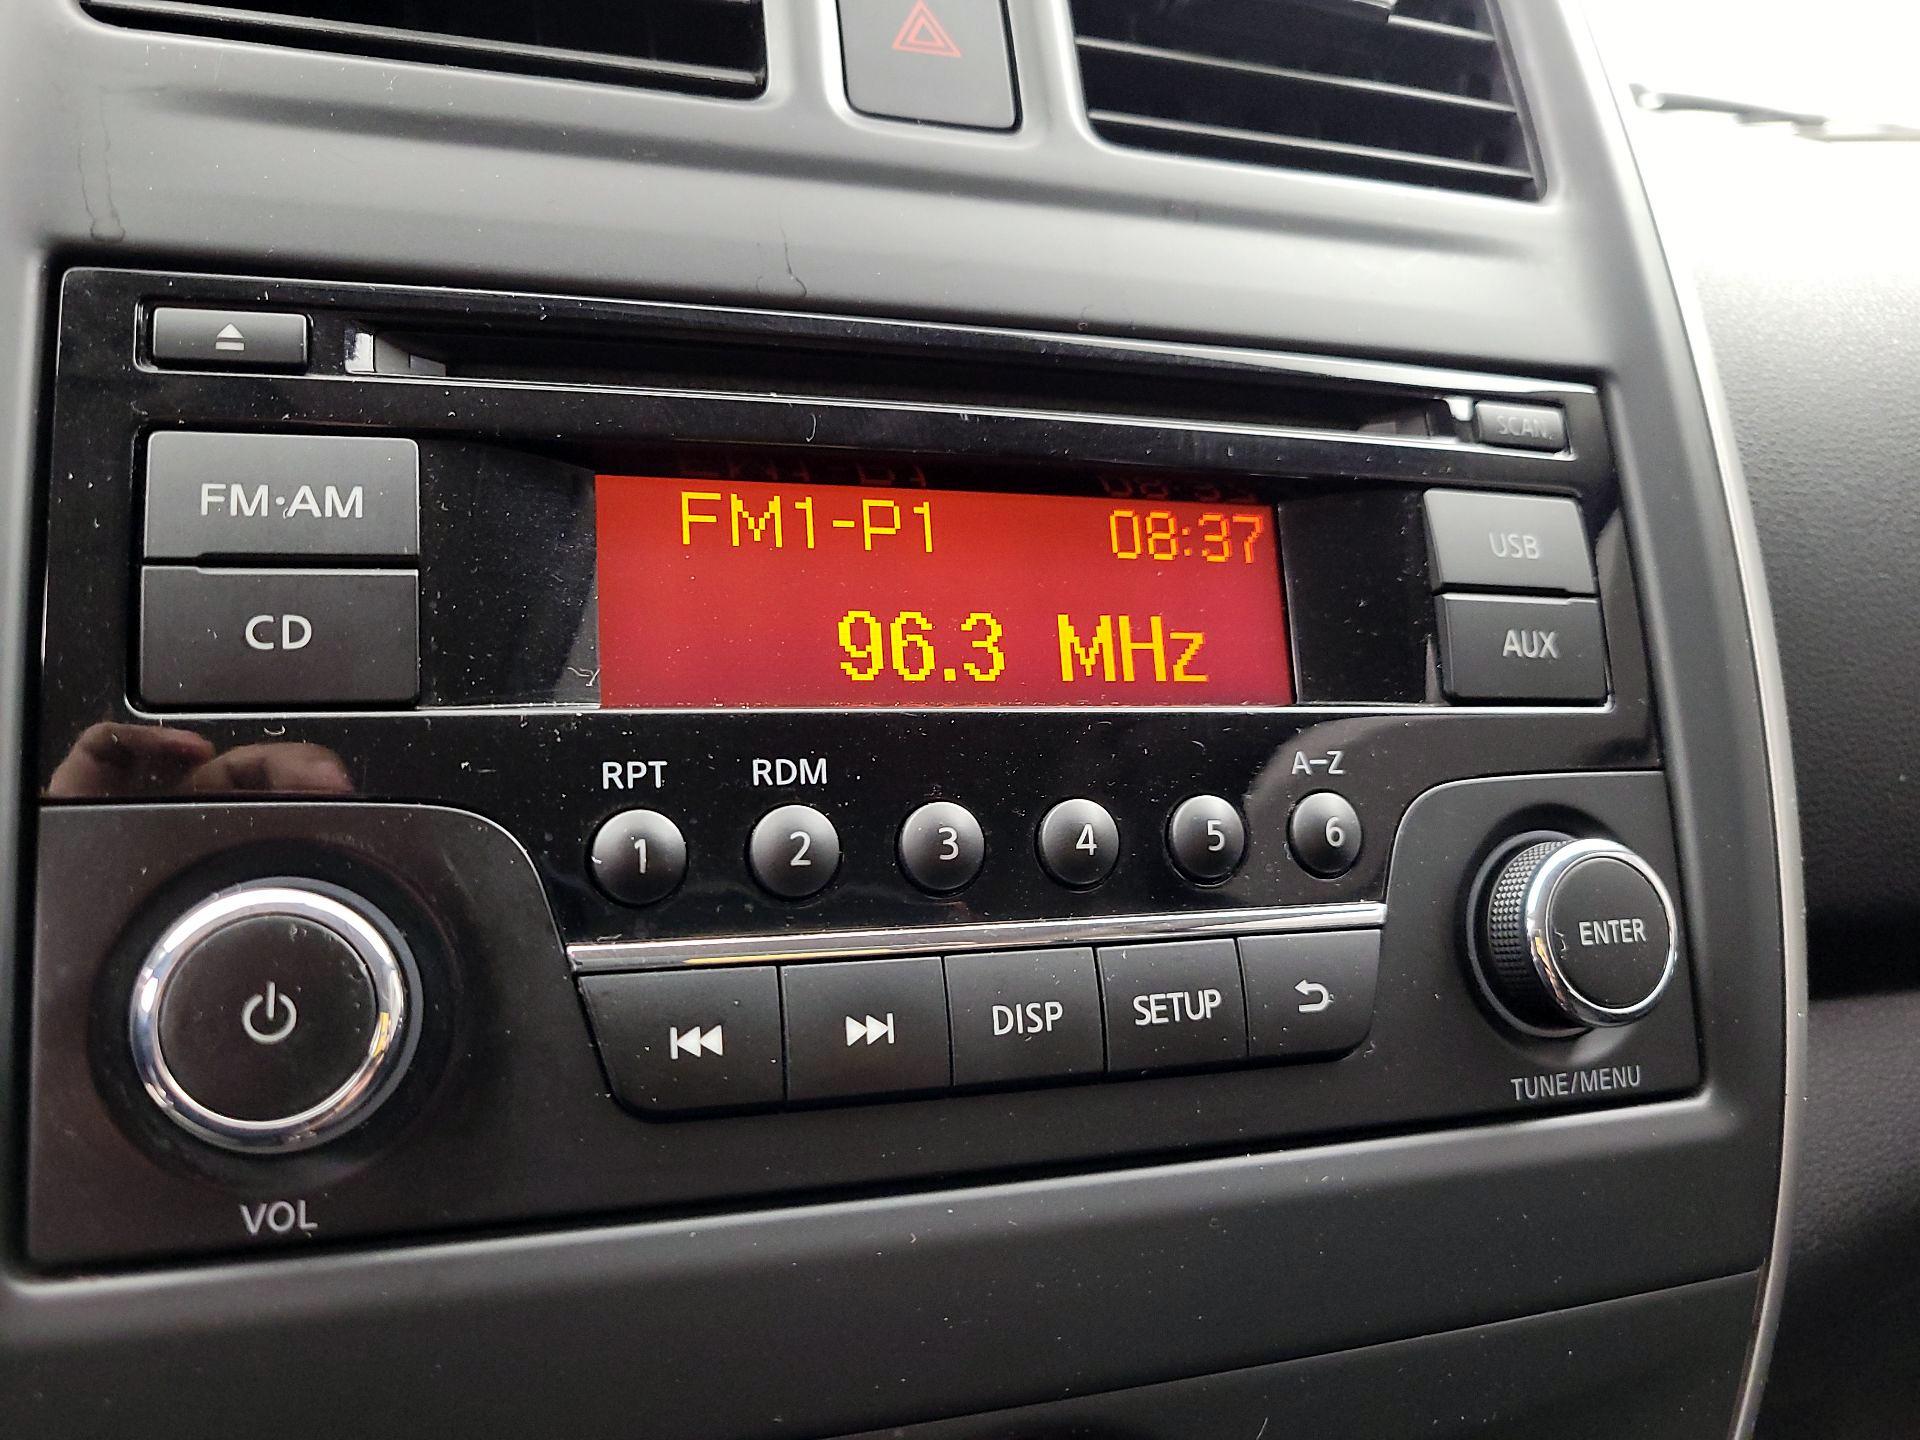 SCAN
FM·AM
FM1-P1 08:37
USB
CD
96.3 MHz
AUX
RPT RDM A-Z
1 2 3 4 5 6
ENTER
DISP SETUP
TUNE/MENU
VOL